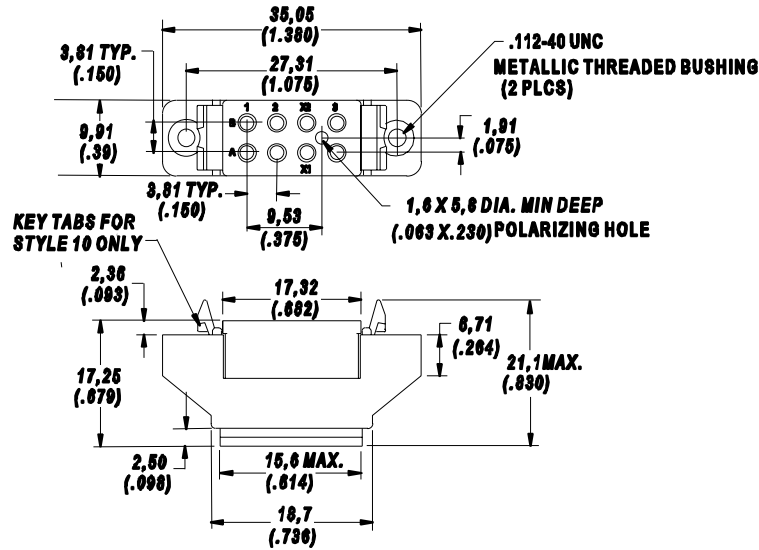 35,05
(1.380)
3,81 TYP.
(.150)
27,31
(1.075)
.112-40 UNC
METALLIC THREADED BUSHING
(2 PLCS)
1 2 X2 3
B
A
X1
9,91
(.39)
1,91
(.075)
3,81 TYP.
(.150)
9,53
(.375)
1,6 X 5,8 DIA. MIN DEEP
(.063 X.230) POLARIZING HOLE
KEY TABS FOR
STYLE 10 ONLY
2,36
(.093)
17,32
(.682)
6,71
(.264)
21,1 MAX.
(.830)
17,25
(.679)
2,50
(.098)
15,6 MAX.
(.614)
18,7
(.736)